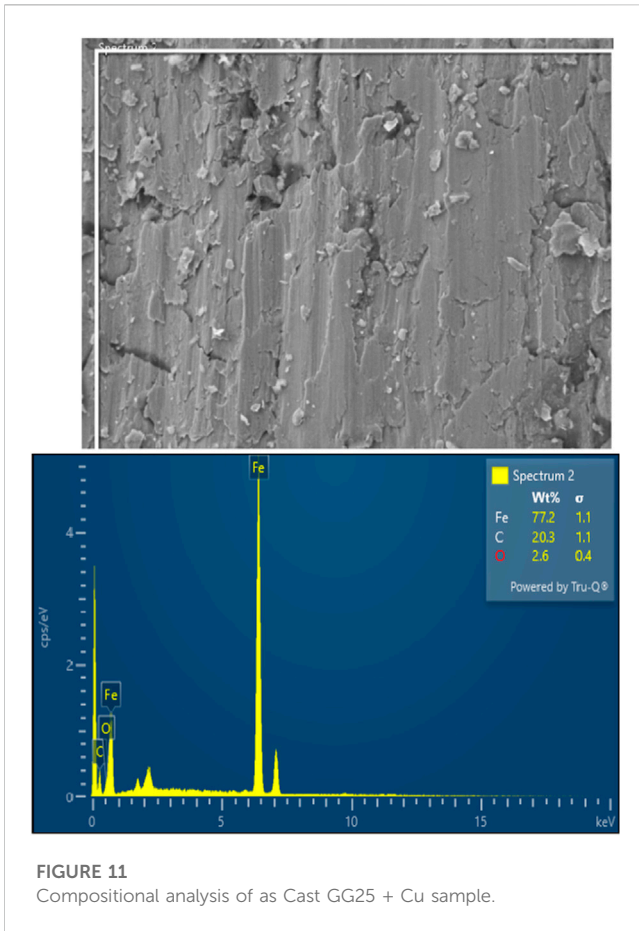 Spectrum 2
Fe
4
cps/eV
2
Fe
O
C
0
0
5
10
15
keV
Spectrum 2
Wt% σ
Fe 77.2 1.1
C 20.3 1.1
O 2.6 0.4
Powered by Tru-Q®
FIGURE 11
Compositional analysis of as Cast GG25 + Cu sample.